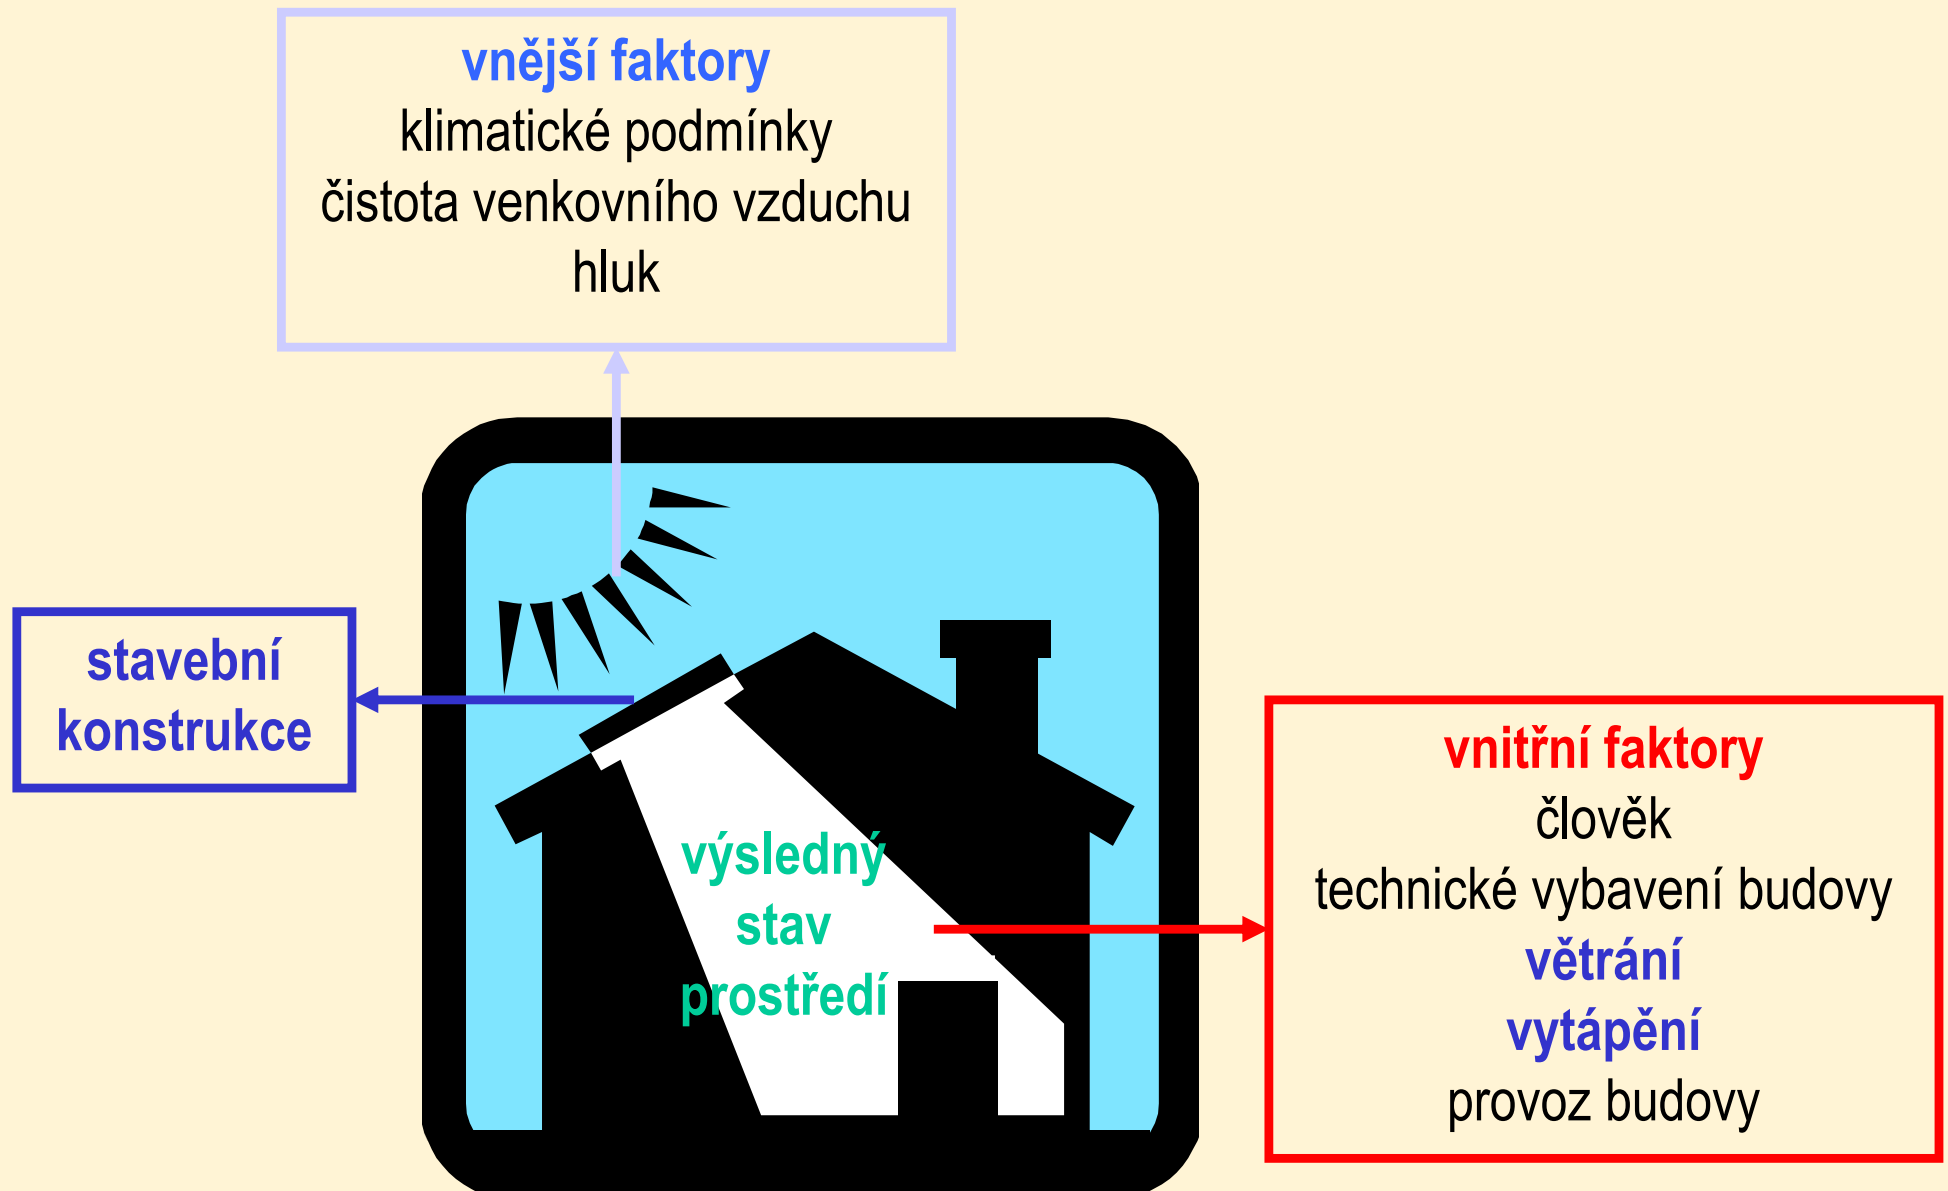 vnější faktory
klimatické podmínky
čistota venkovního vzduchu
hluk
stavební
konstrukce
výsledný
stav
prostředí
vnitřní faktory
člověk
technické vybavení budovy
větrání
vytápění
provoz budovy